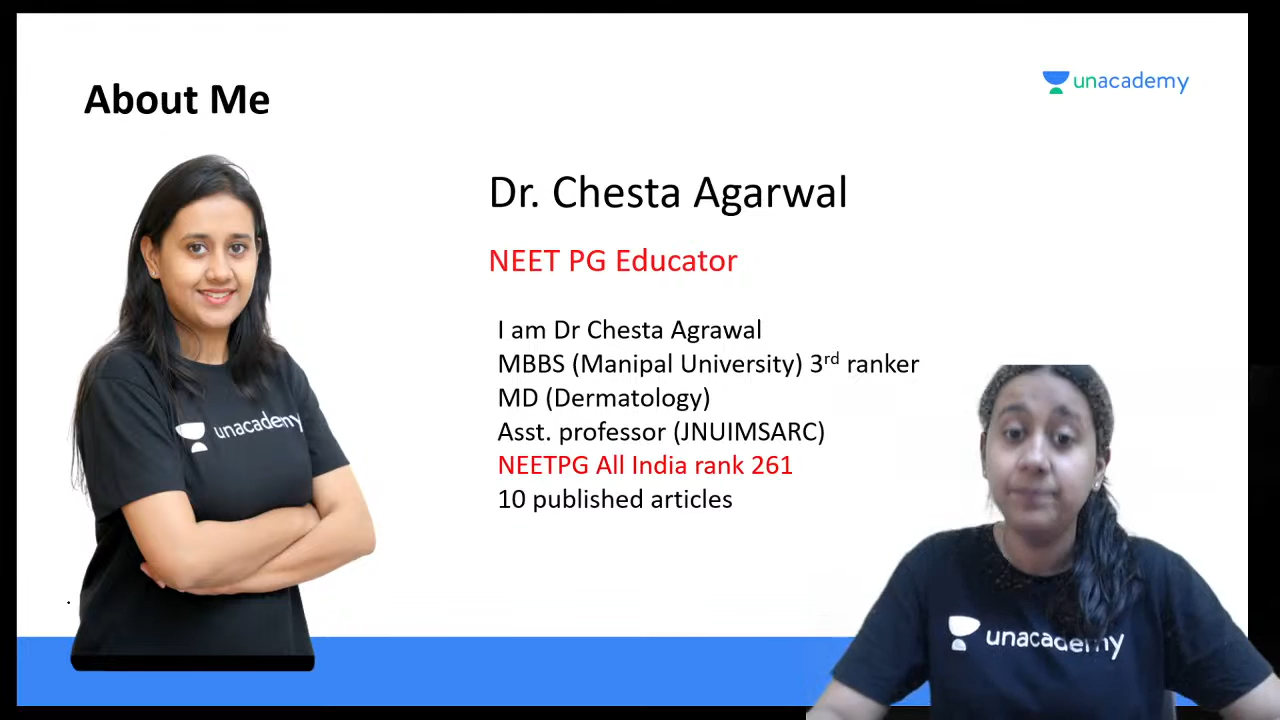 About Me
unacademy
Dr. Chesta Agarwal
NEET PG Educator
I am Dr Chesta Agrawal
MBBS (Manipal University) 3rd ranker
MD (Dermatology)
Asst. professor (JNUIMSARC)
NEETPG All India rank 261
10 published articles
unacademy
unacademy